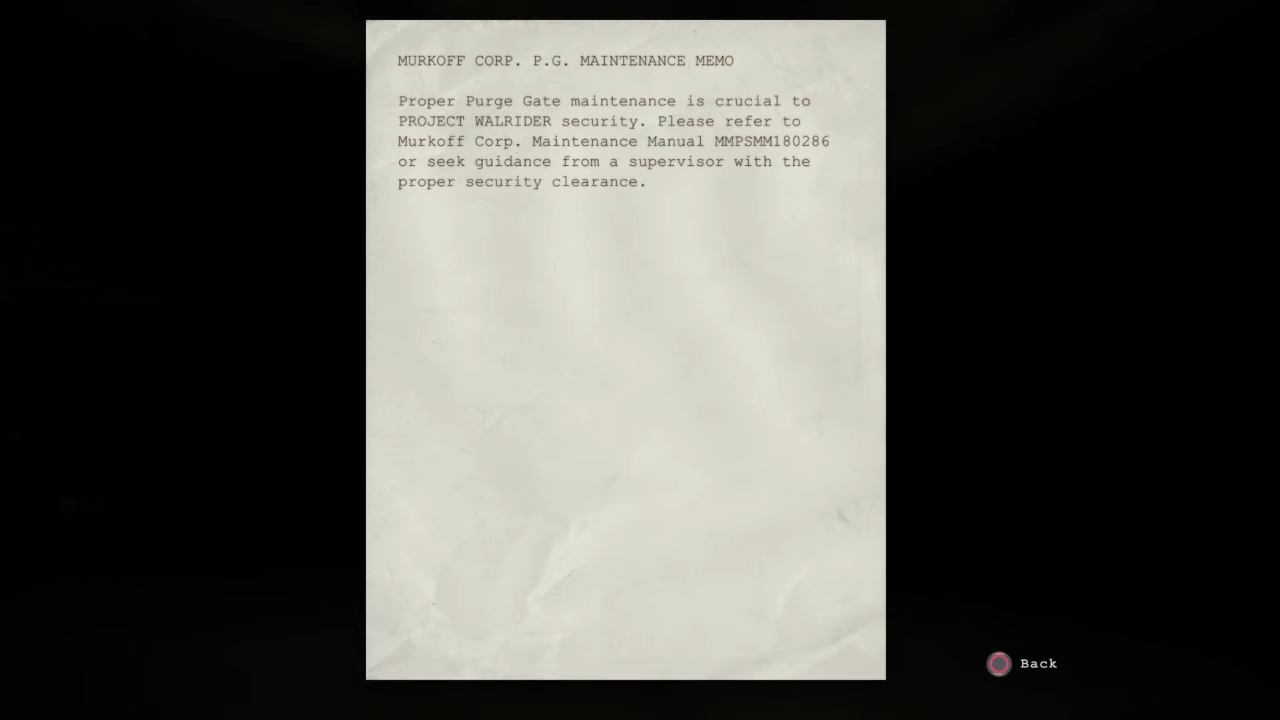 MURKOFF CORP. P.G. MAINTENANCE MEMO
Proper Purge Gate maintenance is crucial to
PROJECT WALRIDER security. Please refer to
Murkoff Corp. Maintenance Manual MMPSMM180286
or seek guidance from a supervisor with the
proper security clearance.
Back